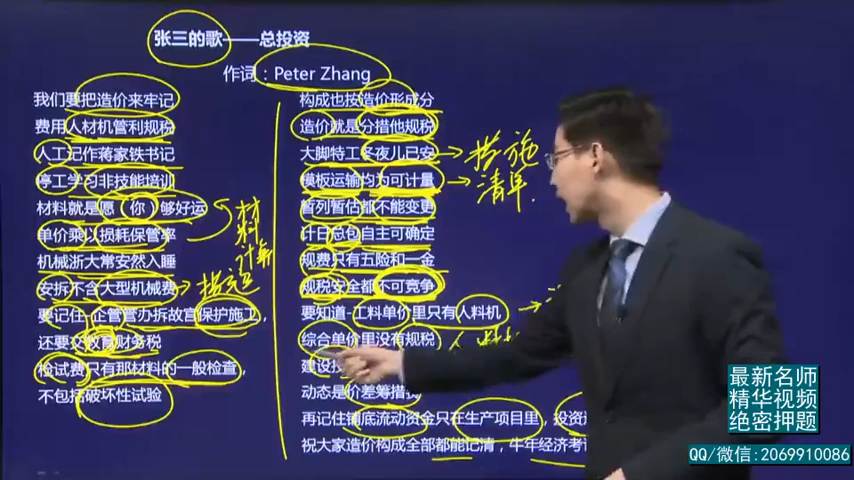 张三的歌——总投资
作词：Peter Zhang
我们要把造价来牢记
费用人材机管利规税
人工记作蒋家铁书记
停工学习非技能培训
材料就是愿 你 够好运
单价乘以损耗保管率
机械浙大常安然入睡
安拆不含大型机械费
要记住 企管管办拆故宫保护施工，
还要交教育财务税
检试费只有那材料的一般检查，
不包括破坏性试验
材料
构成也按造价形成分
造价就是分措他规税
大脚特工冬夜儿已安
模板运输均为可计量
暂列暂估都不能变更
计日总包自主可确定
规费只有五险和一金
规税安全都不可竞争
要知道 工料单价里只有人料机
综合单价里没有规税
建设
动态是价差筹措费
再记住铺底流动资金只在生产项目里，投资
祝大家造价构成全部都能记清，牛年经济考
措施
清单
最新名师
精华视频
绝密押题
QQ/微信:2069910086